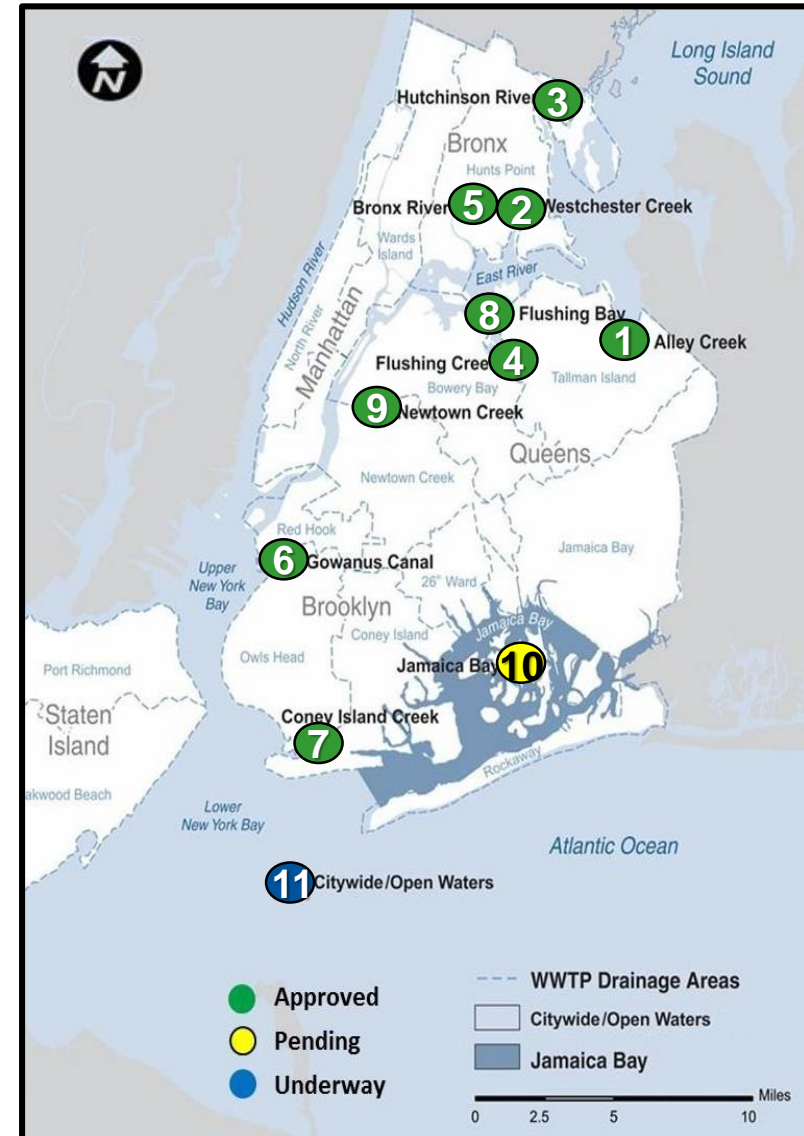 N
Long Island
Sound
Hutchinson River
3
Bronx
Hunts Point
Bronx River
5
2
Westchester Creek
Wards
Island
East River
Hudson River
North River
Manhattan
8
Flushing Bay
1
Alley Creek
Flushing Creek
4
Tallman Island
Bowery Bay
9
Newtown Creek
Queens
Newtown Creek
Red Hook
6
Gowanus Canal
Jamaica Bay
Upper
New York
Bay
26° Ward
Brooklyn
Coney Island
Jamaica Bay
Owls Head
Jamaica Bay
10
Port Richmond
Staten
Island
Coney Island Creek
7
Rockaway
akwood Beach
Lower
New York Bay
Atlantic Ocean
11
Citywide/Open Waters
Approved
Pending
Underway
WWTP Drainage Areas
Citywide/Open Waters
Jamaica Bay
Miles
0 2.5 5 10